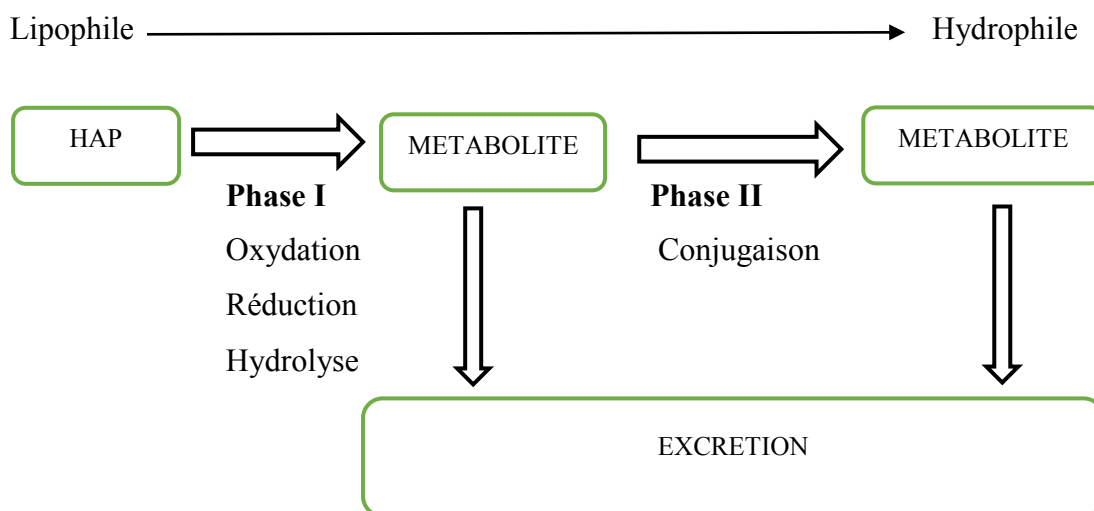 Lipophile
Hydrophile
HAP
METABOLITE
METABOLITE
Phase I
Phase II
Oxydation
Conjugaison
Réduction
Hydrolyse
EXCRETION